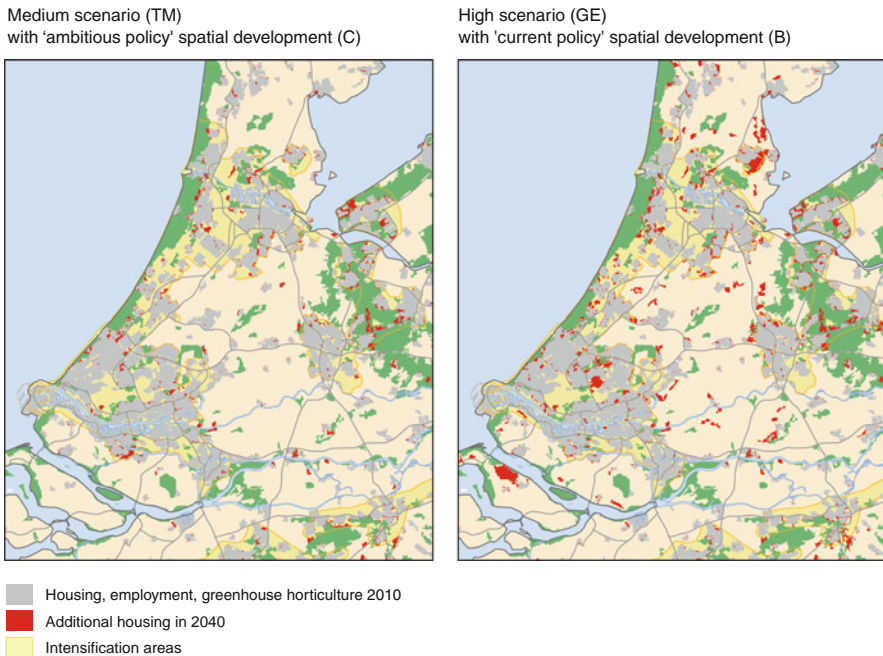 Medium scenario (TM)
with ‘ambitious policy' spatial development (C)
High scenario (GE)
with 'current policy' spatial development (B)
Housing, employment, greenhouse horticulture 2010
Additional housing in 2040
Intensification areas